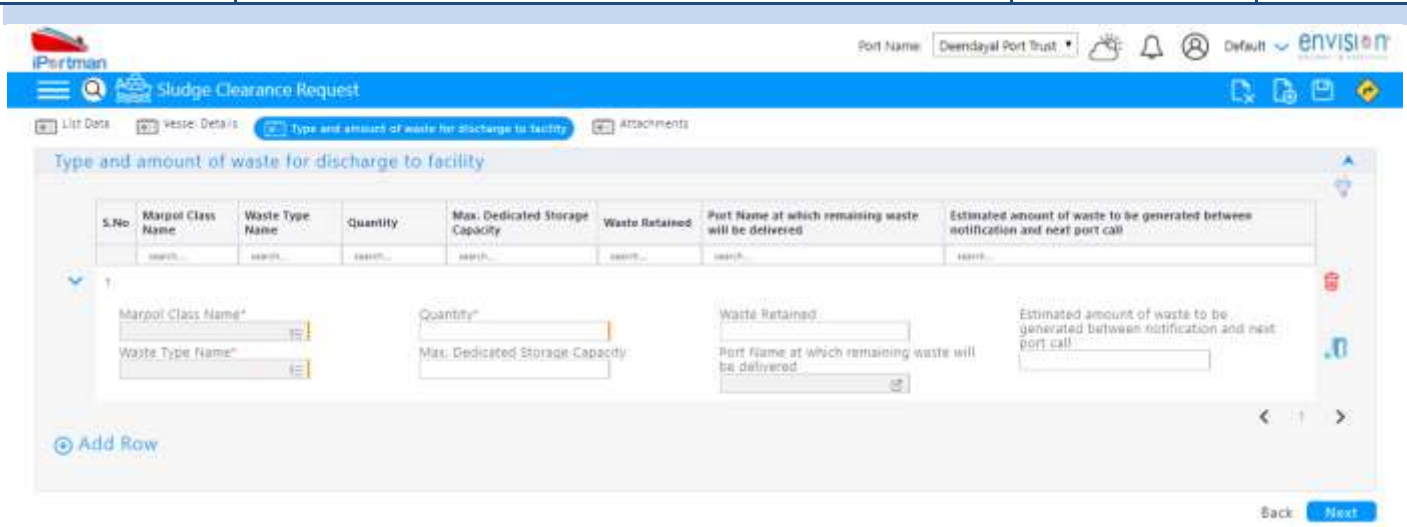 iPortman
Port Name Deendayal Port Trust Default envision
Sludge Clearance Request
List Data Vessel Details Type and amount of waste for discharge to facility Attachments
Type and amount of waste for discharge to facility
S.No Marpol Class Name Waste Type Name Quantity Max. Dedicated Storage Capacity Waste Retained Port Name at which remaining waste will be delivered Estimated amount of waste to be generated between notification and next port call
search... search... search... search... search... search... search...
1
Marpol Class Name* Quantity* Waste Retained Estimated amount of waste to be generated between notification and next port call
Waste Type Name* Max. Dedicated Storage Capacity Port Name at which remaining waste will be delivered
1
Add Row
Back Next